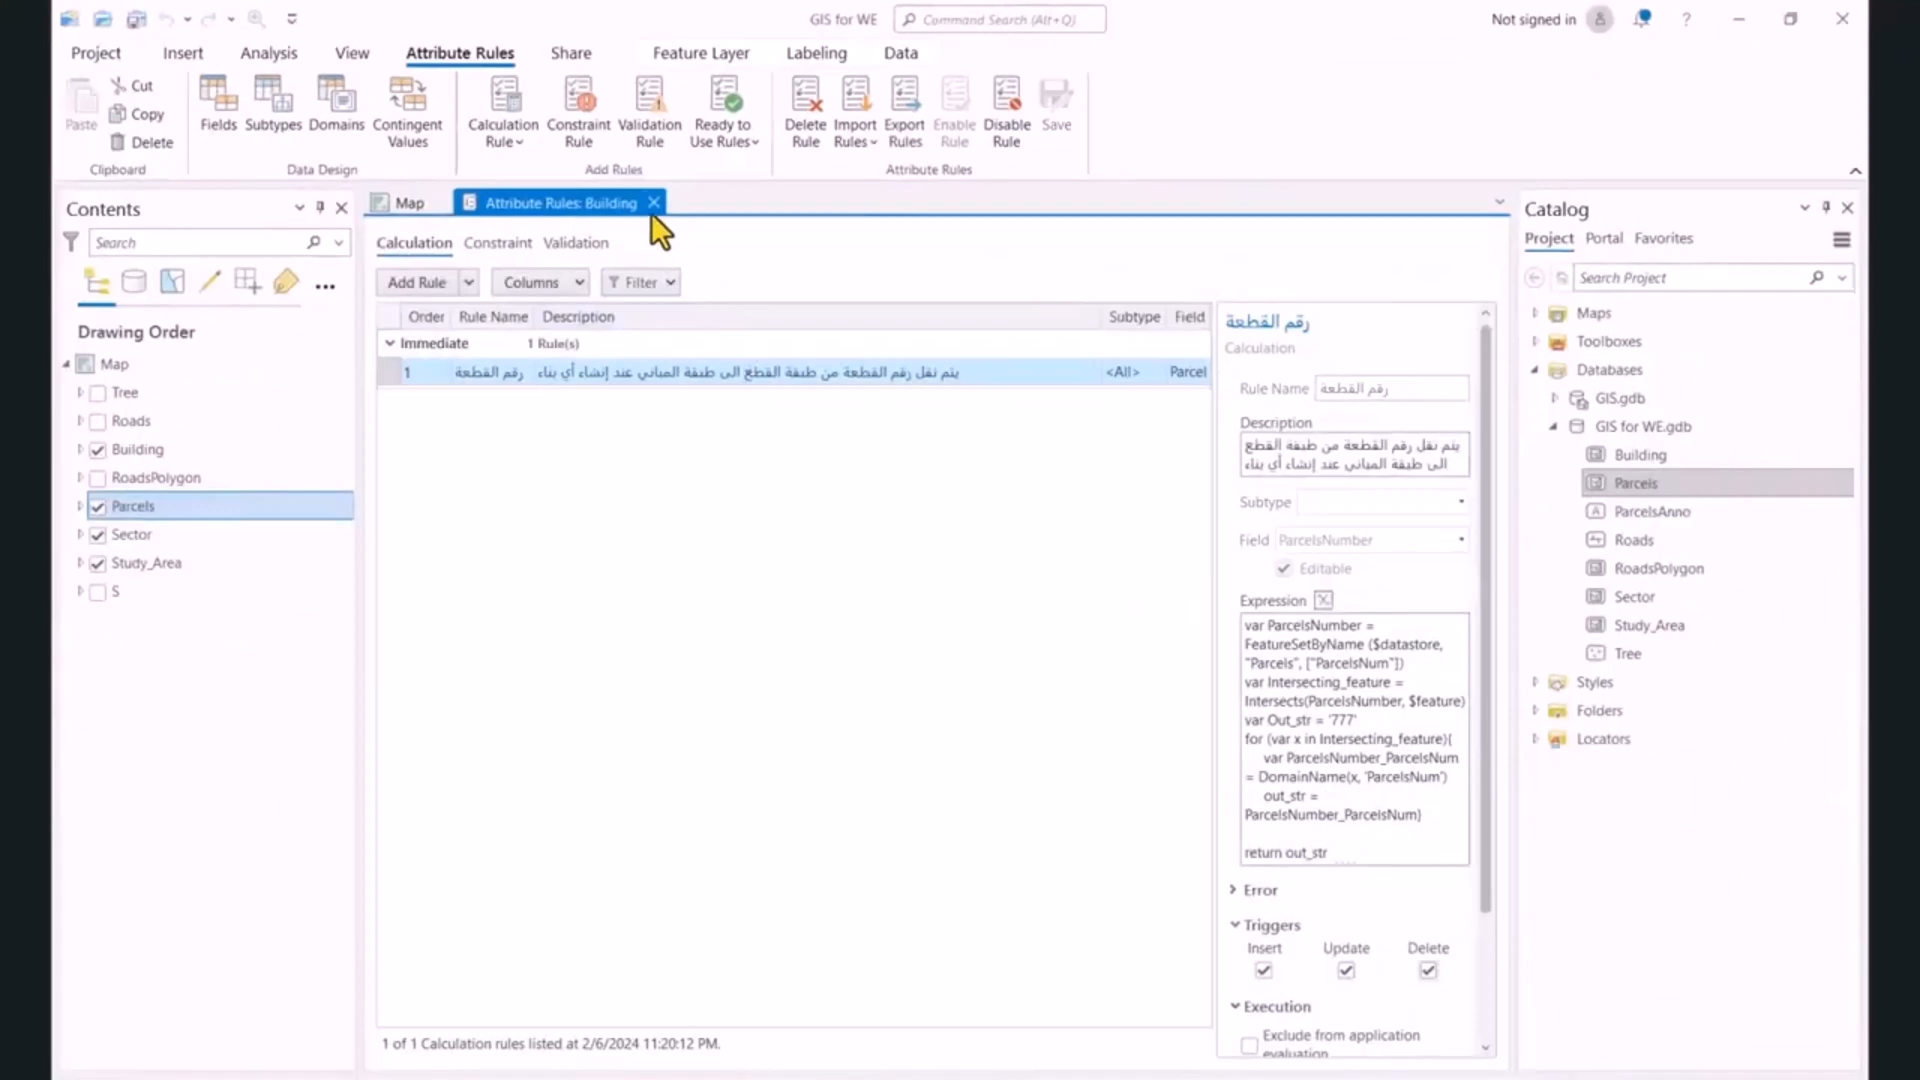 GIS for WE
Command Search (Alt+Q)
Not signed in
?
Project Insert Analysis View Attribute Rules Share Feature Layer Labeling Data
Paste
Cut
Copy
Delete
Clipboard
Fields
Subtypes
Domains
Contingent
Values
Data Design
Calculation
Rule
Constraint
Rule
Validation
Rule
Ready to
Use Rules
Add Rules
Delete
Rule
Import
Rules
Export
Rules
Enable
Rule
Disable
Rule
Save
Attribute Rules
Contents
Search
Drawing Order
Map
Tree
Roads
Building
RoadsPolygon
Parcels
Sector
Study_Area
S
Map
Attribute Rules: Building
Calculation Constraint Validation
Add Rule
Columns
Filter
Order Rule Name Description Subtype Field
Immediate 1 Rule(s)
1 رقم القطعة يتم نقل رقم القطعة من طبقة القطع الى طبقة المباني عند إنشاء أي بناء <All> Parcel
1 of 1 Calculation rules listed at 2/6/2024 11:20:12 PM.
رقم القطعة
Calculation
Rule Name رقم القطعة
Description
يتم نقل رقم القطعة من طبقة القطع
الى طبقة المباني عند إنشاء أي بناء
Subtype
Field ParcelsNumber
Editable
Expression
var ParcelsNumber =
FeatureSetByName ($datastore,
"Parcels", ["ParcelsNum"])
var Intersecting_feature =
Intersects(ParcelsNumber, $feature)
var Out_str = '777'
for (var x in Intersecting_feature){
var ParcelsNumber_ParcelsNum
= DomainName(x, 'ParcelsNum')
out_str =
ParcelsNumber_ParcelsNum}
return out_str
Error
Triggers
Insert Update Delete
Execution
Exclude from application
evaluation
Catalog
Project Portal Favorites
Search Project
Maps
Toolboxes
Databases
GIS.gdb
GIS for WE.gdb
Building
Parcels
A ParcelsAnno
Roads
RoadsPolygon
Sector
Study_Area
Tree
Styles
Folders
Locators